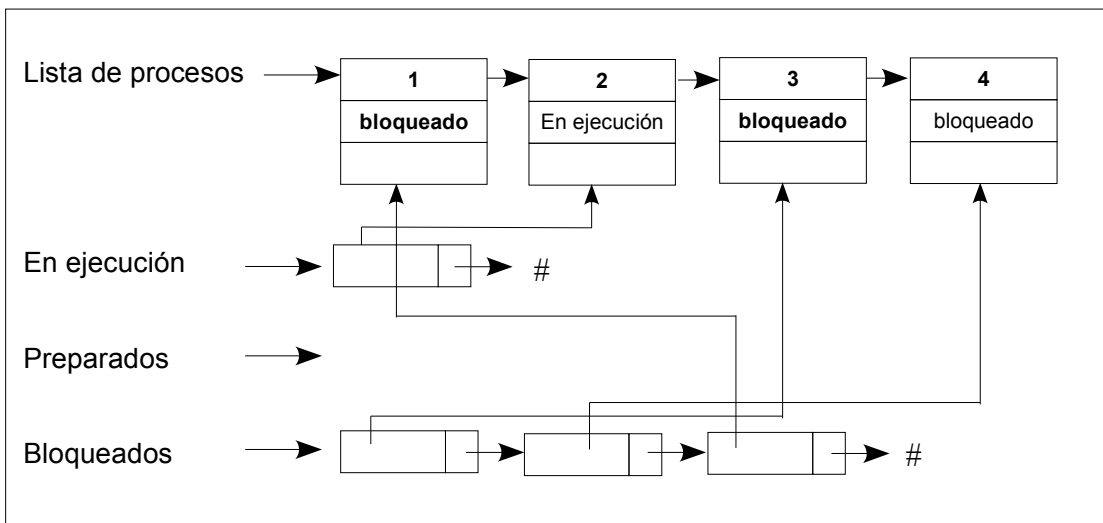 Lista de procesos
1
2
3
4
bloqueado
En ejecución
bloqueado
bloqueado
En ejecución
#
Preparados
Bloqueados
#